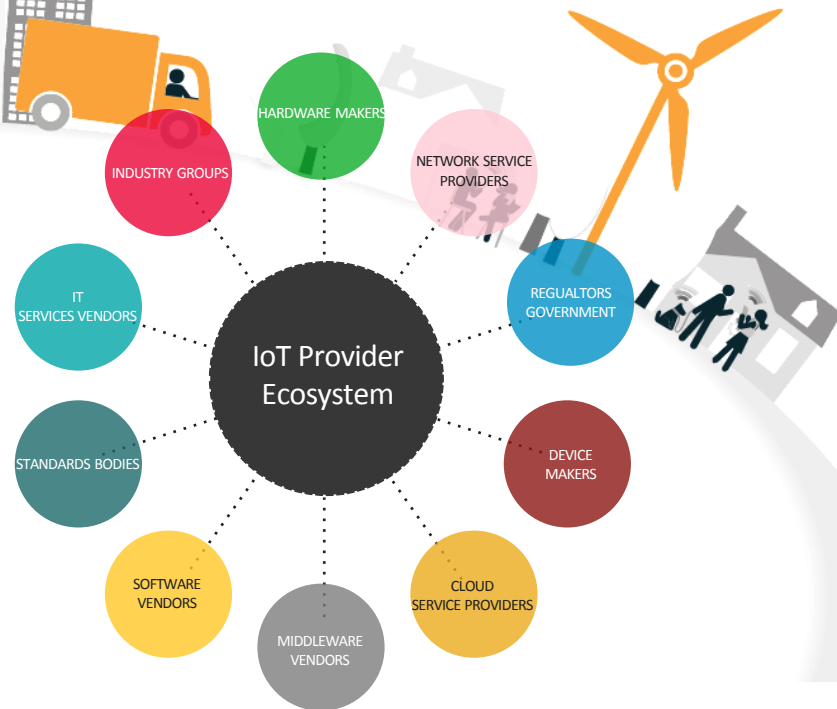 HARDWARE MAKERS
NETWORK SERVICE
PROVIDERS
INDUSTRY GROUPS
REGUALTORS
GOVERNMENT
IT
SERVICES VENDORS
IoT Provider
Ecosystem
DEVICE
MAKERS
STANDARDS BODIES
CLOUD
SERVICE PROVIDERS
SOFTWARE
VENDORS
MIDDLEWARE
VENDORS